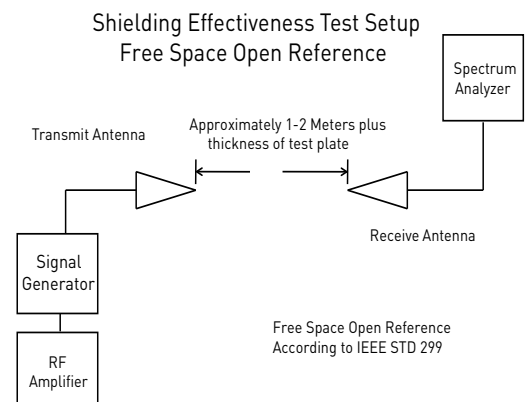 Shielding Effectiveness Test Setup
Free Space Open Reference
Spectrum
Analyzer
Transmit Antenna
Approximately 1-2 Meters plus
thickness of test plate
Receive Antenna
Signal
Generator
Free Space Open Reference
According to IEEE STD 299
RF
Amplifier